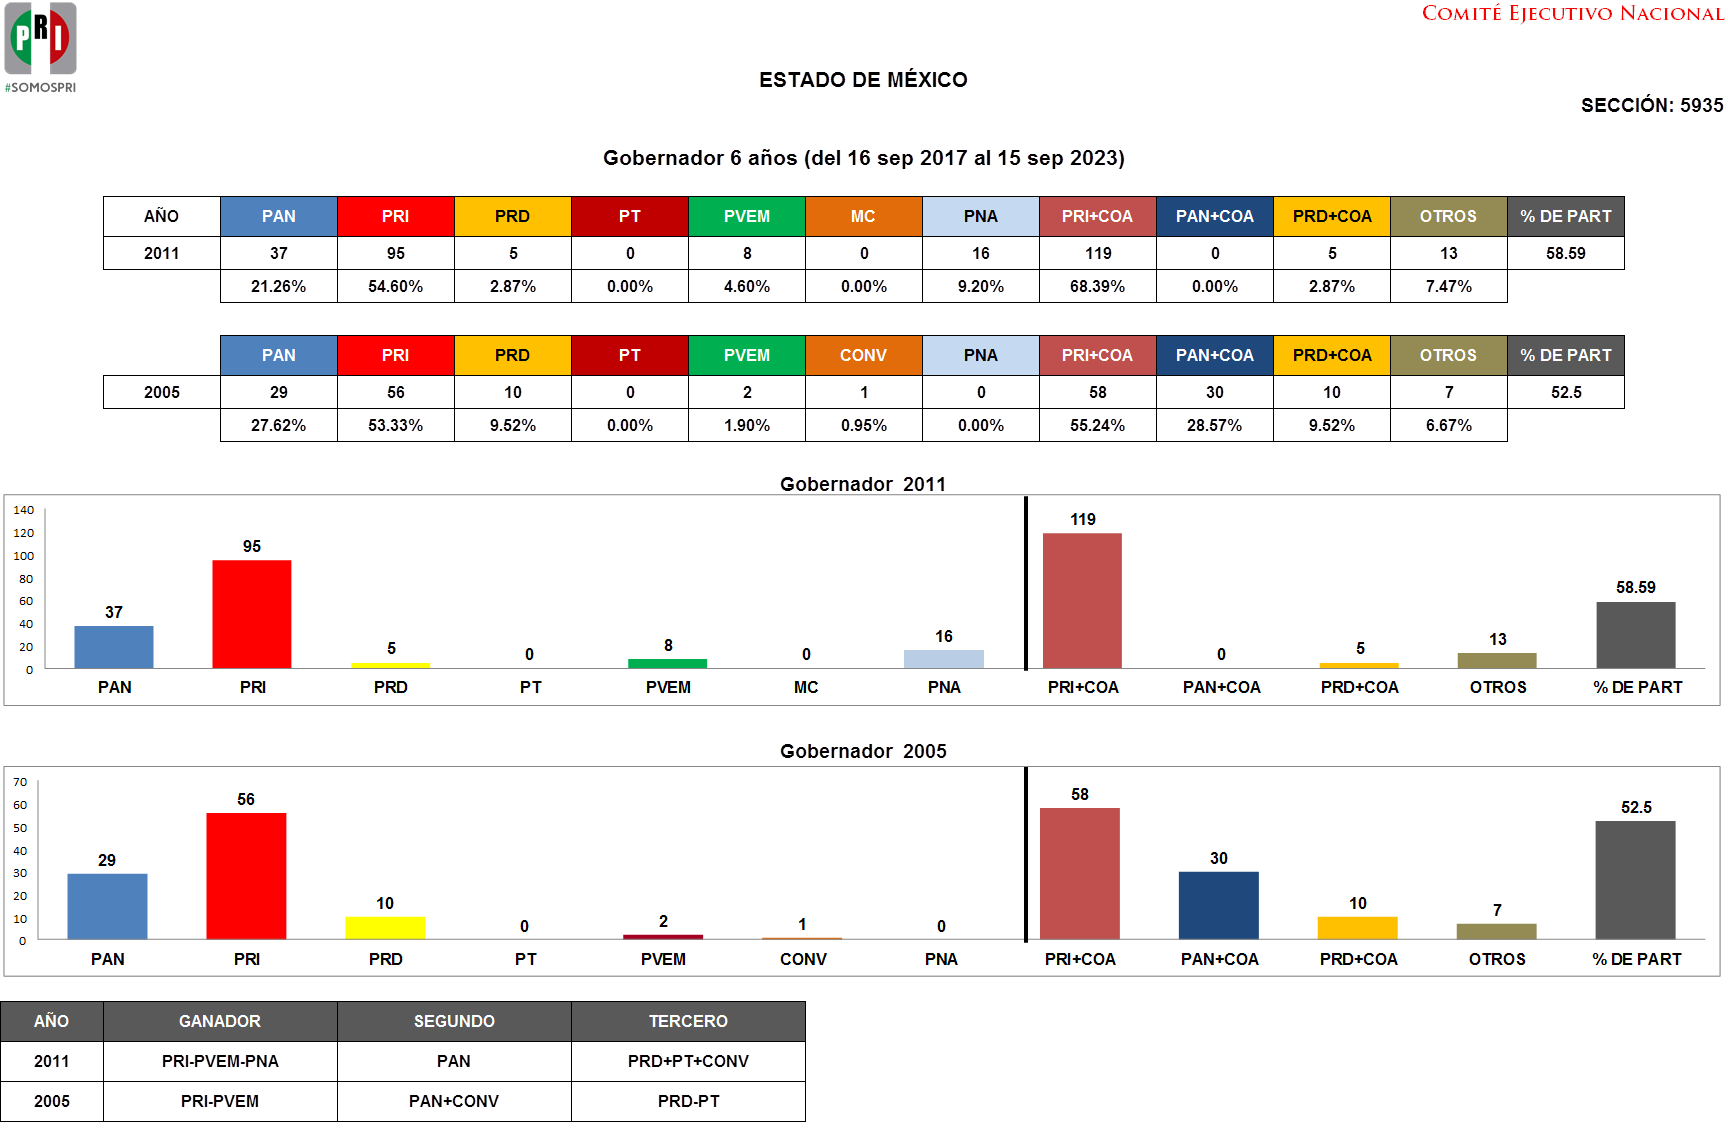 COMITÉ EJECUTIVO NACIONAL
PRI
#SOMOSPRI
ESTADO DE MÉXICO
SECCIÓN: 5935
Gobernador 6 años (del 16 sep 2017 al 15 sep 2023)
AÑO PAN PRI PRD PT PVEM MC PNA PRI+COA PAN+COA PRD+COA OTROS % DE PART
2011 37 95 5 0 8 0 16 119 0 5 13 58.59
21.26% 54.60% 2.87% 0.00% 4.60% 0.00% 9.20% 68.39% 0.00% 2.87% 7.47%
PAN PRI PRD PT PVEM CONV PNA PRI+COA PAN+COA PRD+COA OTROS % DE PART
2005 29 56 10 0 2 1 0 58 30 10 7 52.5
27.62% 53.33% 9.52% 0.00% 1.90% 0.95% 0.00% 55.24% 28.57% 9.52% 6.67%
Gobernador 2011
140
120
100
80
60
40
20
0
37 95 5 0 8 0 16 119 0 5 13 58.59
PAN PRI PRD PT PVEM MC PNA PRI+COA PAN+COA PRD+COA OTROS % DE PART
Gobernador 2005
70
60
50
40
30
20
10
0
29 56 10 0 2 1 0 58 30 10 7 52.5
PAN PRI PRD PT PVEM CONV PNA PRI+COA PAN+COA PRD+COA OTROS % DE PART
AÑO GANADOR SEGUNDO TERCERO
2011 PRI-PVEM-PNA PAN PRD+PT+CONV
2005 PRI-PVEM PAN+CONV PRD-PT